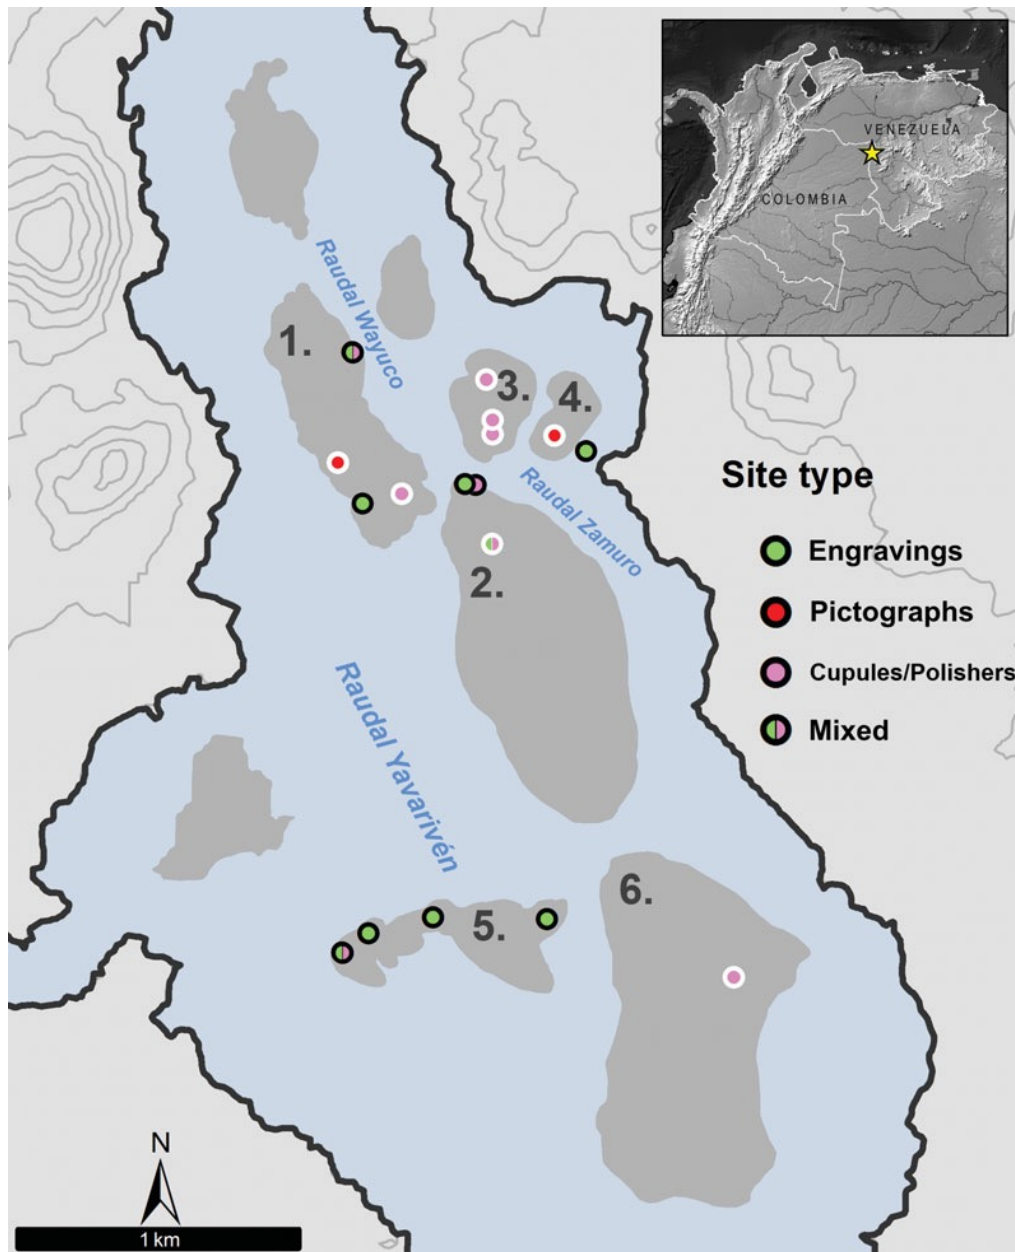 VENEZUELA
COLOMBIA
Raudal Wayuco
1.
3.
4.
Raudal Zamuro
2.
Site type
Engravings
Pictographs
Cupules/Polishers
Mixed
Raudal Yavarivén
5.
6.
N
1 km